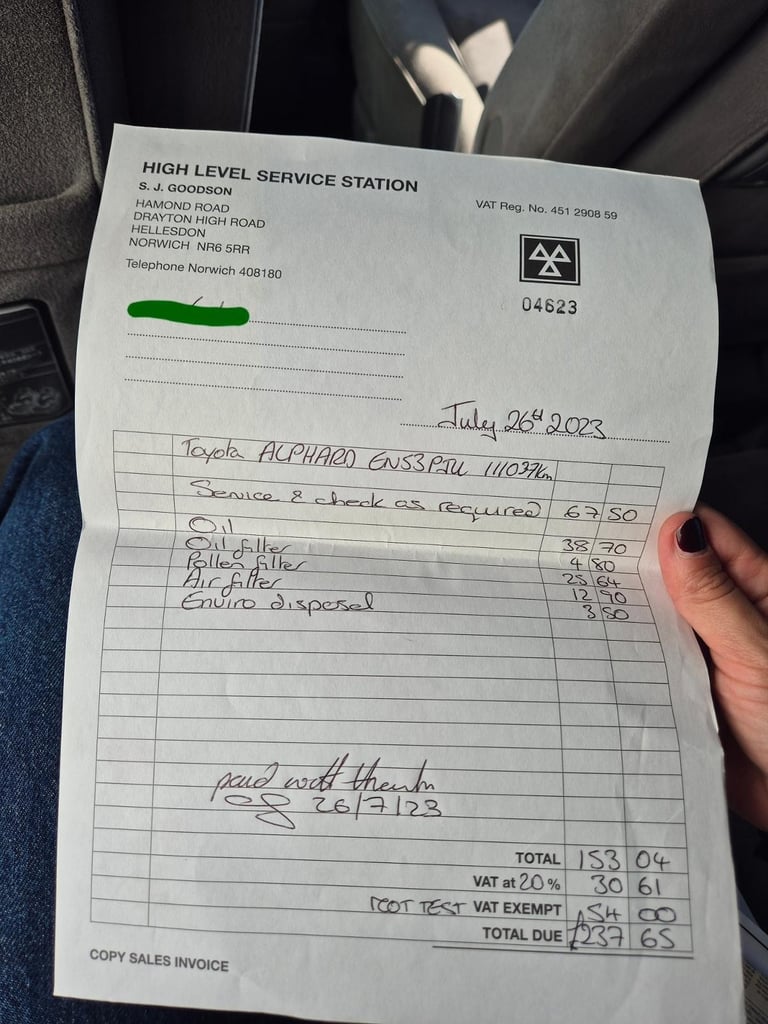 HIGH LEVEL SERVICE STATION
S. J. GOODSON
HAMOND ROAD
DRAYTON HIGH ROAD
HELLESDON
NORWICH NR6 5RR
Telephone Norwich 408180
VAT Reg. No. 451 2908 59
04623
July 26th 2023
Toyota ALPHARD EN53PJU 111037km
Service & check as required 67 50
Oil 38 70
Oil filter 4 80
Pollen filter 25 64
Air filter 12 90
Enviro disposal 3 50
paid with thanks
26/7/23
TOTAL 153 04
VAT at 20% 30 61
MOT TEST VAT EXEMPT 54 00
TOTAL DUE £237 65
COPY SALES INVOICE